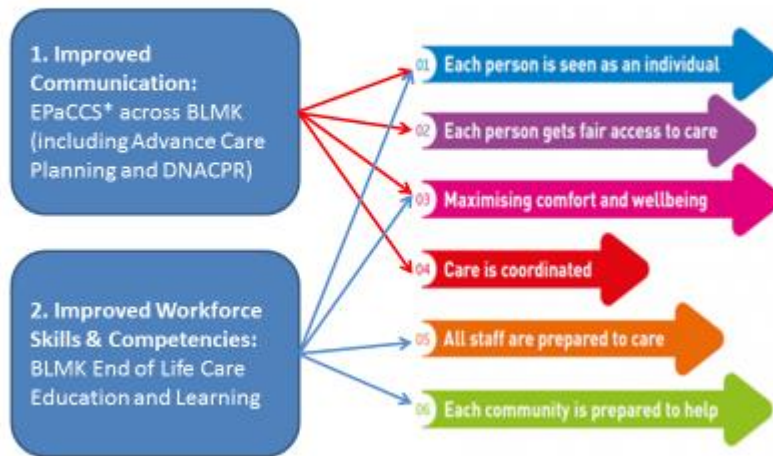 1. Improved
Communication:
EPaCCS* across BLMK
(including Advance Care
Planning and DNACPR)
2. Improved Workforce
Skills & Competencies:
BLMK End of Life Care
Education and Learning
01 Each person is seen as an individual
02 Each person gets fair access to care
03 Maximising comfort and wellbeing
04 Care is coordinated
05 All staff are prepared to care
06 Each community is prepared to help